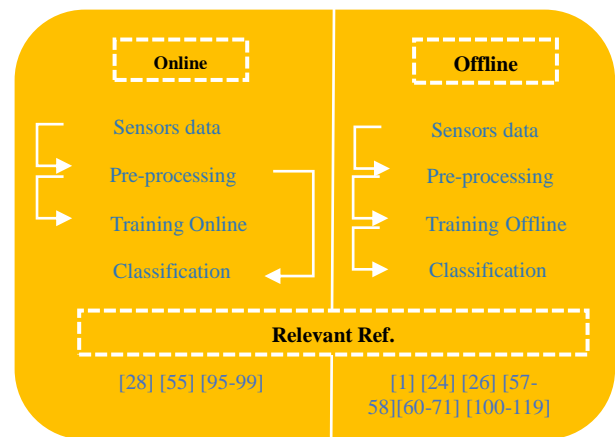 Online
Sensors data
Pre-processing
Training Online
Classification
Offline
Sensors data
Pre-processing
Training Offline
Classification
Relevant Ref.
[28] [55] [95-99]
[1] [24] [26] [57-
58][60-71] [100-119]